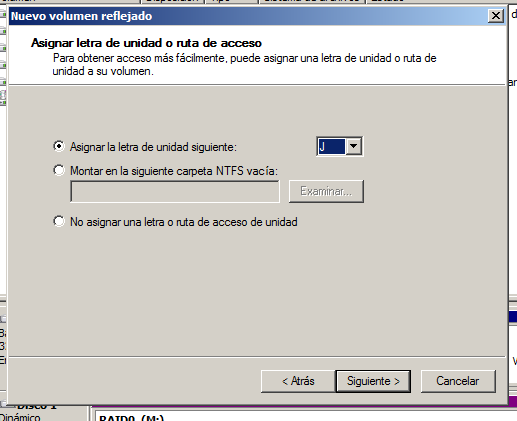 Nuevo volumen reflejado
Asignar letra de unidad o ruta de acceso
Para obtener acceso más fácilmente, puede asignar una letra de unidad o ruta de
unidad a su volumen.
Asignar la letra de unidad siguiente:
J
Montar en la siguiente carpeta NTFS vacía:
Examinar...
No asignar una letra o ruta de acceso de unidad
< Atrás
Siguiente >
Cancelar
Disco 1
Dinámico
RAID0 (M:)